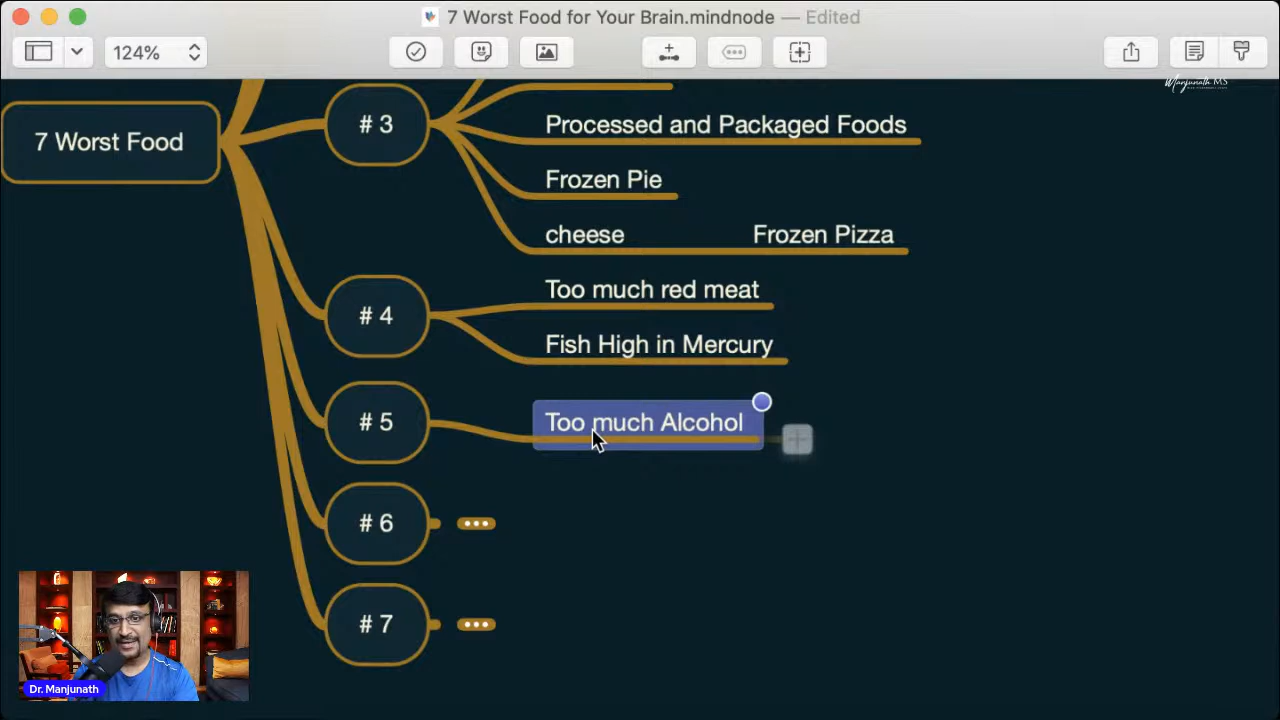 7 Worst Food for Your Brain.mindnode — Edited
124%
Manjunath MS
7 Worst Food
# 3
Processed and Packaged Foods
Frozen Pie
cheese
Frozen Pizza
# 4
Too much red meat
Fish High in Mercury
# 5
Too much Alcohol
# 6
# 7
Dr. Manjunath